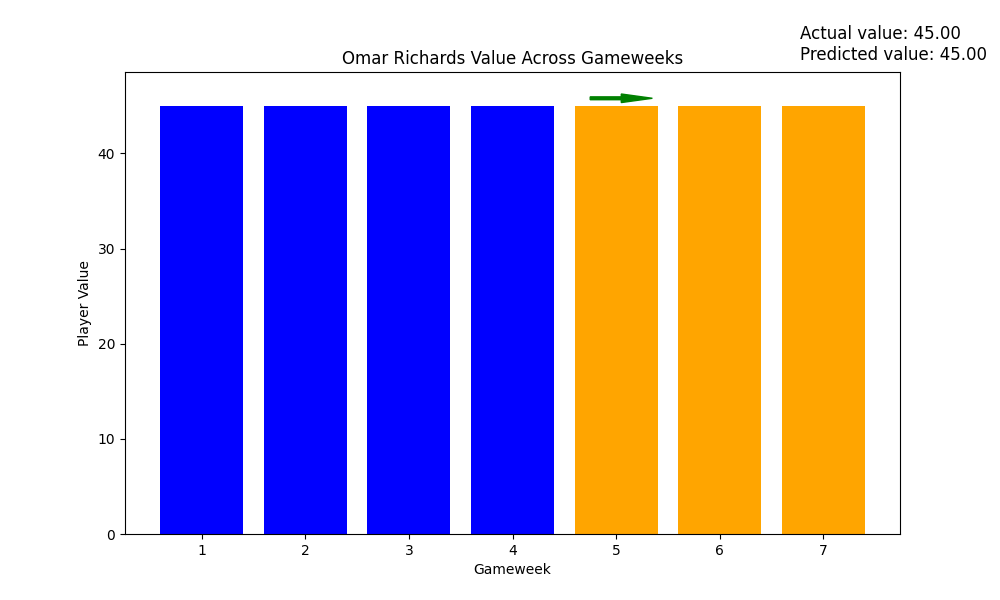 Actual value: 45.00
Predicted value: 45.00
Omar Richards Value Across Gameweeks
Player Value
40
30
20
10
0
1 2 3 4 5 6 7
Gameweek